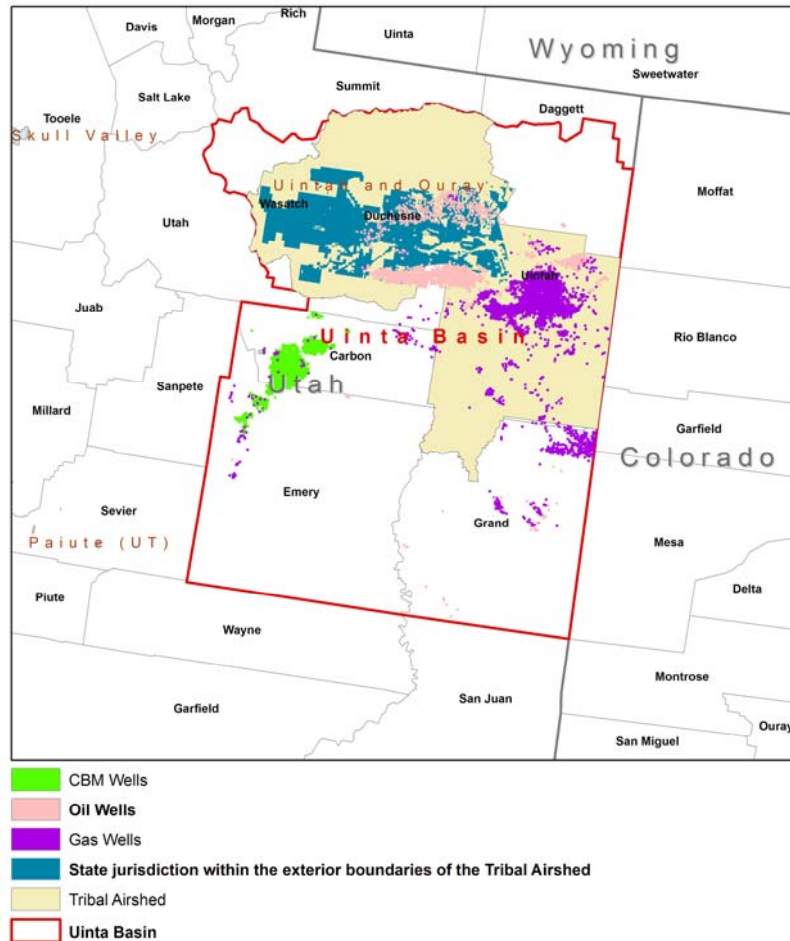 Rich
Morgan
Davis
Uinta
Wyoming
Sweetwater
Summit
Salt Lake
Daggett
Tooele
Skull Valley
Moffat
Uintah and Ouray
Wasatch
Duchesne
Utah
Uintah
Juab
Uinta Basin
Rio Blanco
Carbon
Sanpete
Utah
Millard
Garfield
Colorado
Emery
Sevier
Grand
Paiute (UT)
Mesa
Delta
Piute
Wayne
Montrose
San Juan
Garfield
Ouray
San Miguel
CBM Wells
Oil Wells
Gas Wells
State jurisdiction within the exterior boundaries of the Tribal Airshed
Tribal Airshed
Uinta Basin